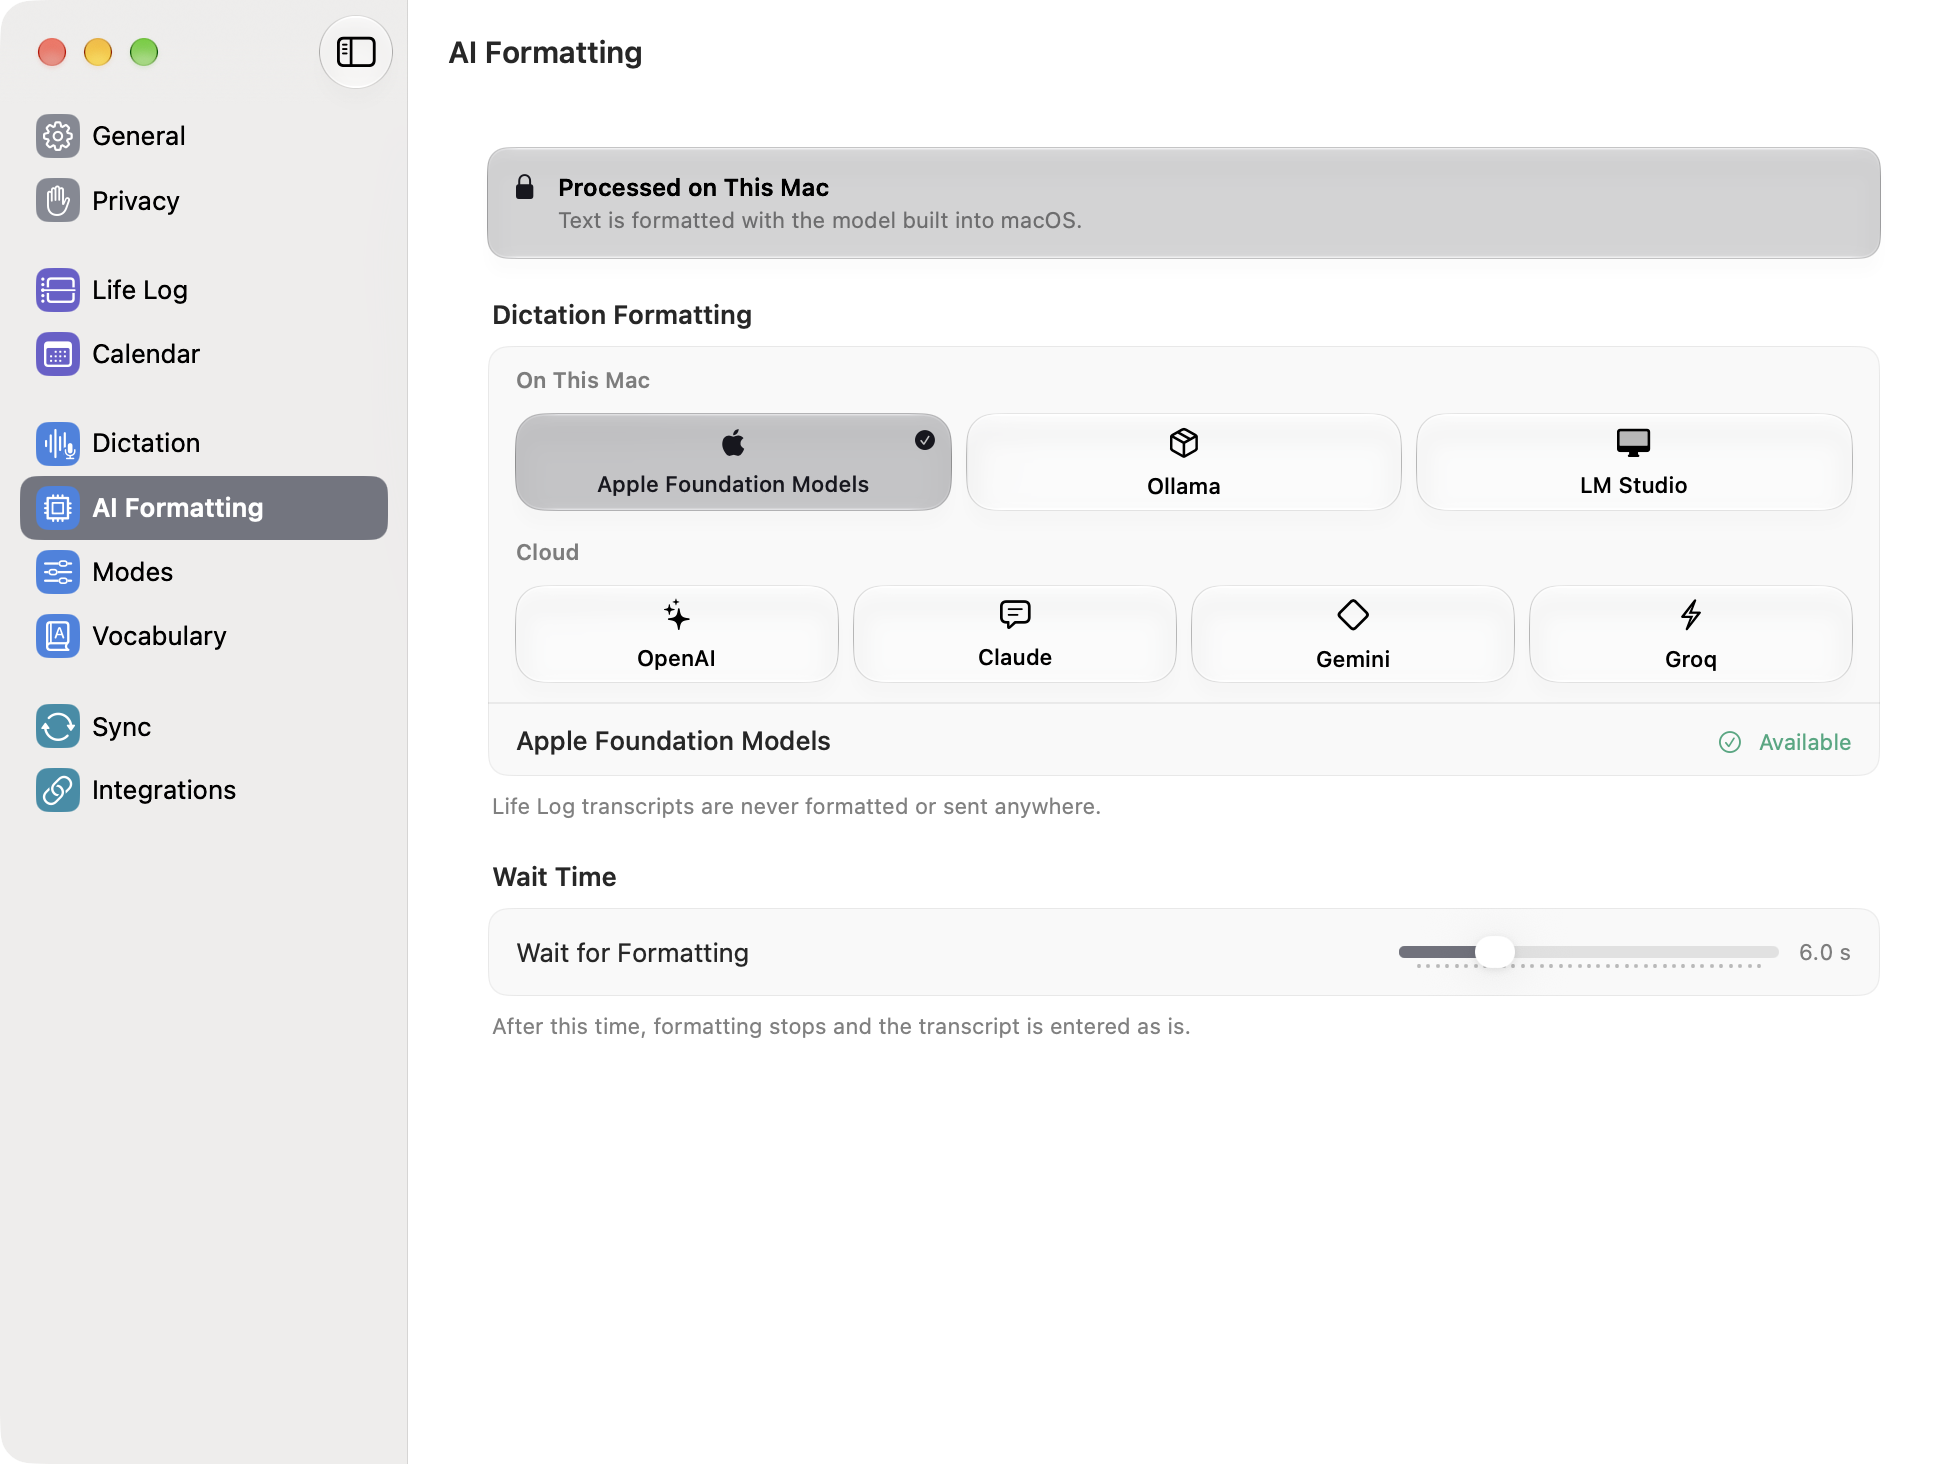 AI Formatting
General
Privacy
Life Log
Calendar
Dictation
AI Formatting
Modes
Vocabulary
Sync
Integrations
Processed on This Mac
Text is formatted with the model built into macOS.
Dictation Formatting
On This Mac
Apple Foundation Models
Ollama
LM Studio
Cloud
OpenAI
Claude
Gemini
Groq
Apple Foundation Models
Available
Life Log transcripts are never formatted or sent anywhere.
Wait Time
Wait for Formatting
6.0 s
After this time, formatting stops and the transcript is entered as is.